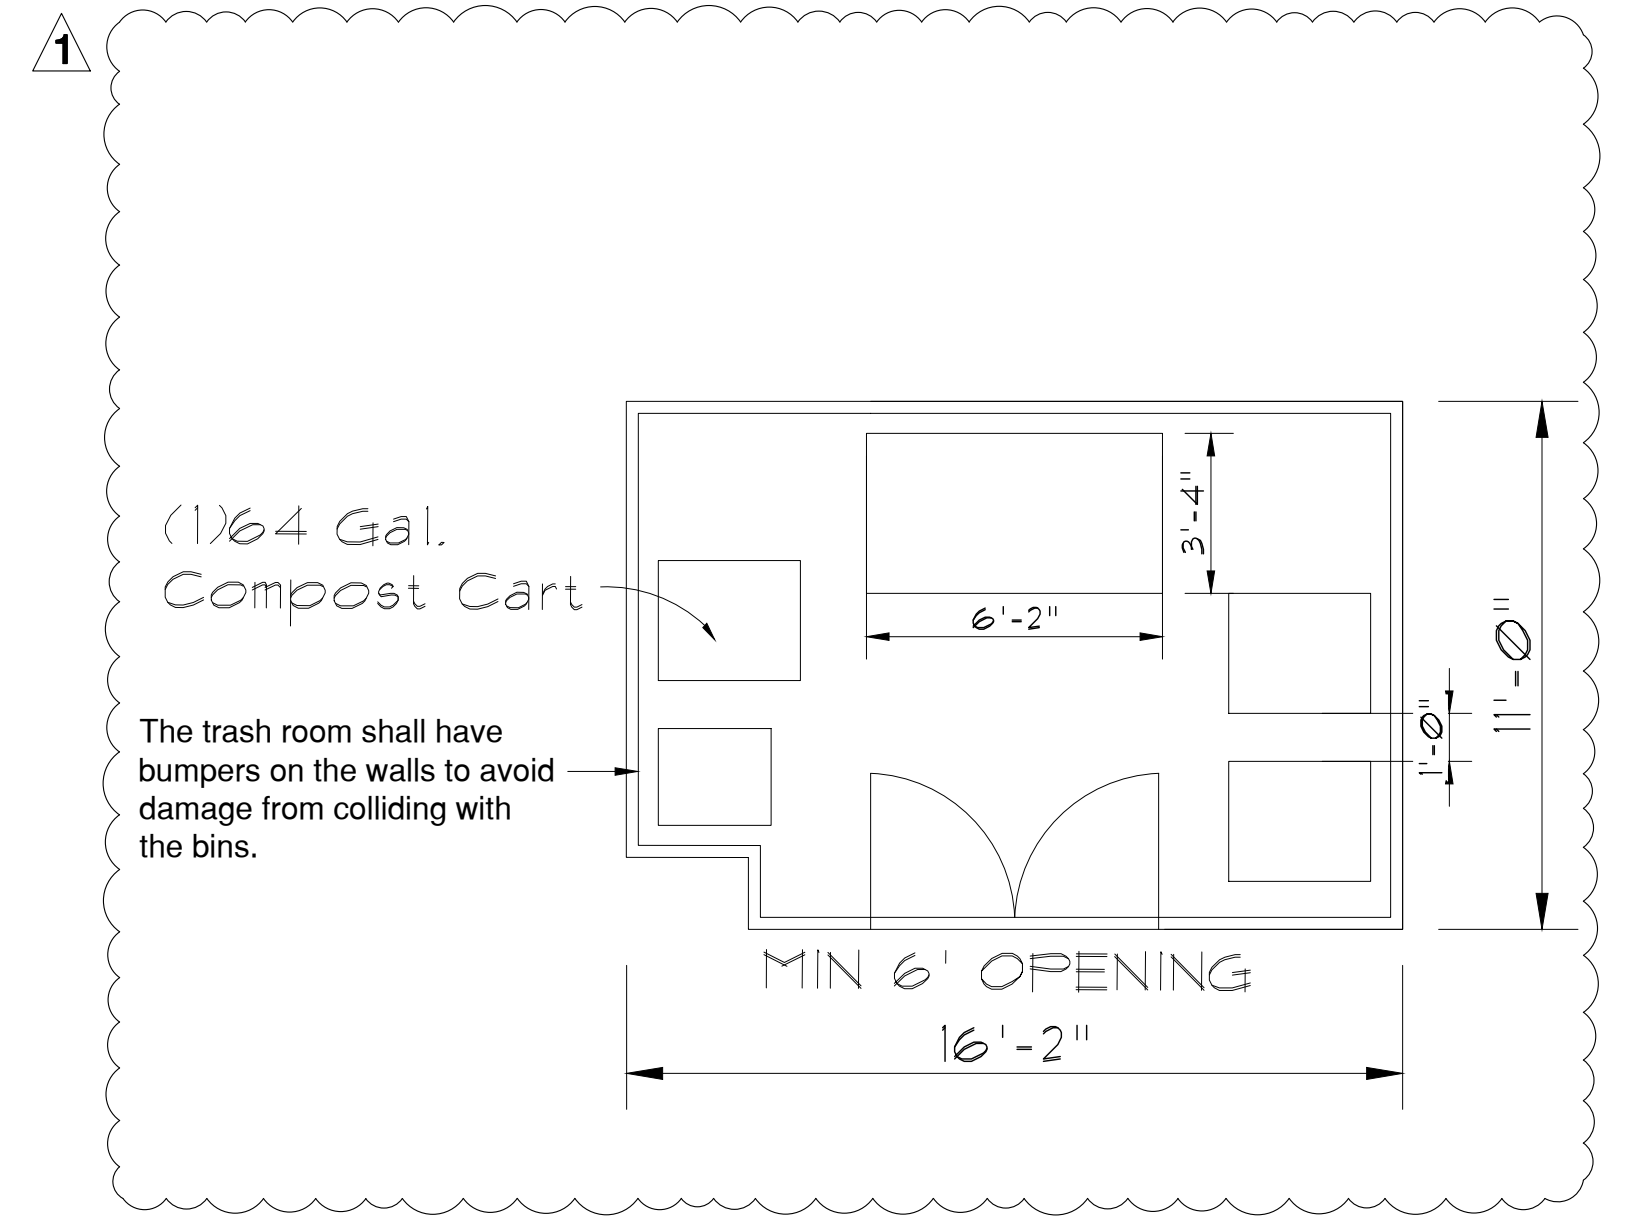 1
(1)64 Gal.
Compost Cart
The trash room shall have
bumpers on the walls to avoid
damage from colliding with
the bins.
3'-4"
6'-2"
1'-0"
11'-0"
MIN 6' OPENING
16'-2"